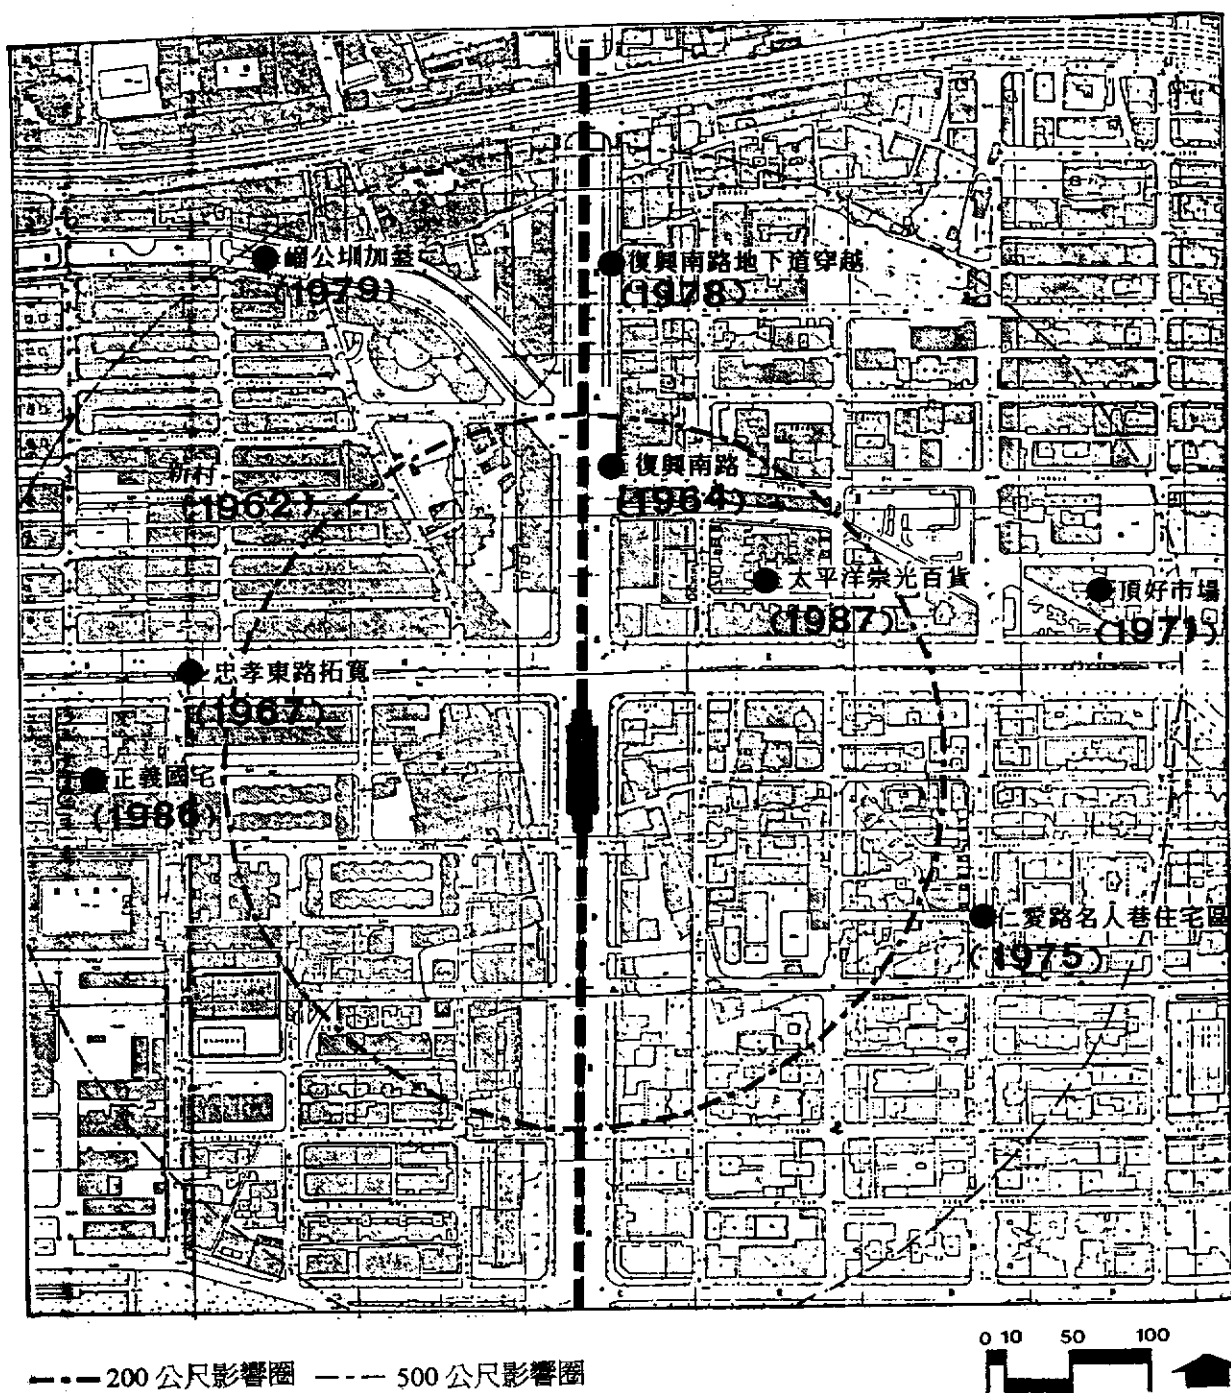 瑠公圳加蓋
(1979)
復興南路地下道穿越
(1978)
復興南路
(1964)
新村
(1962)
太平洋崇光百貨
(1987)
頂好市場
(1971)
忠孝東路拓寬
(1967)
正義國宅
(1986)
仁愛路名人巷住宅區
(1975)
200 公尺影響圈
500 公尺影響圈
0 10 50 100